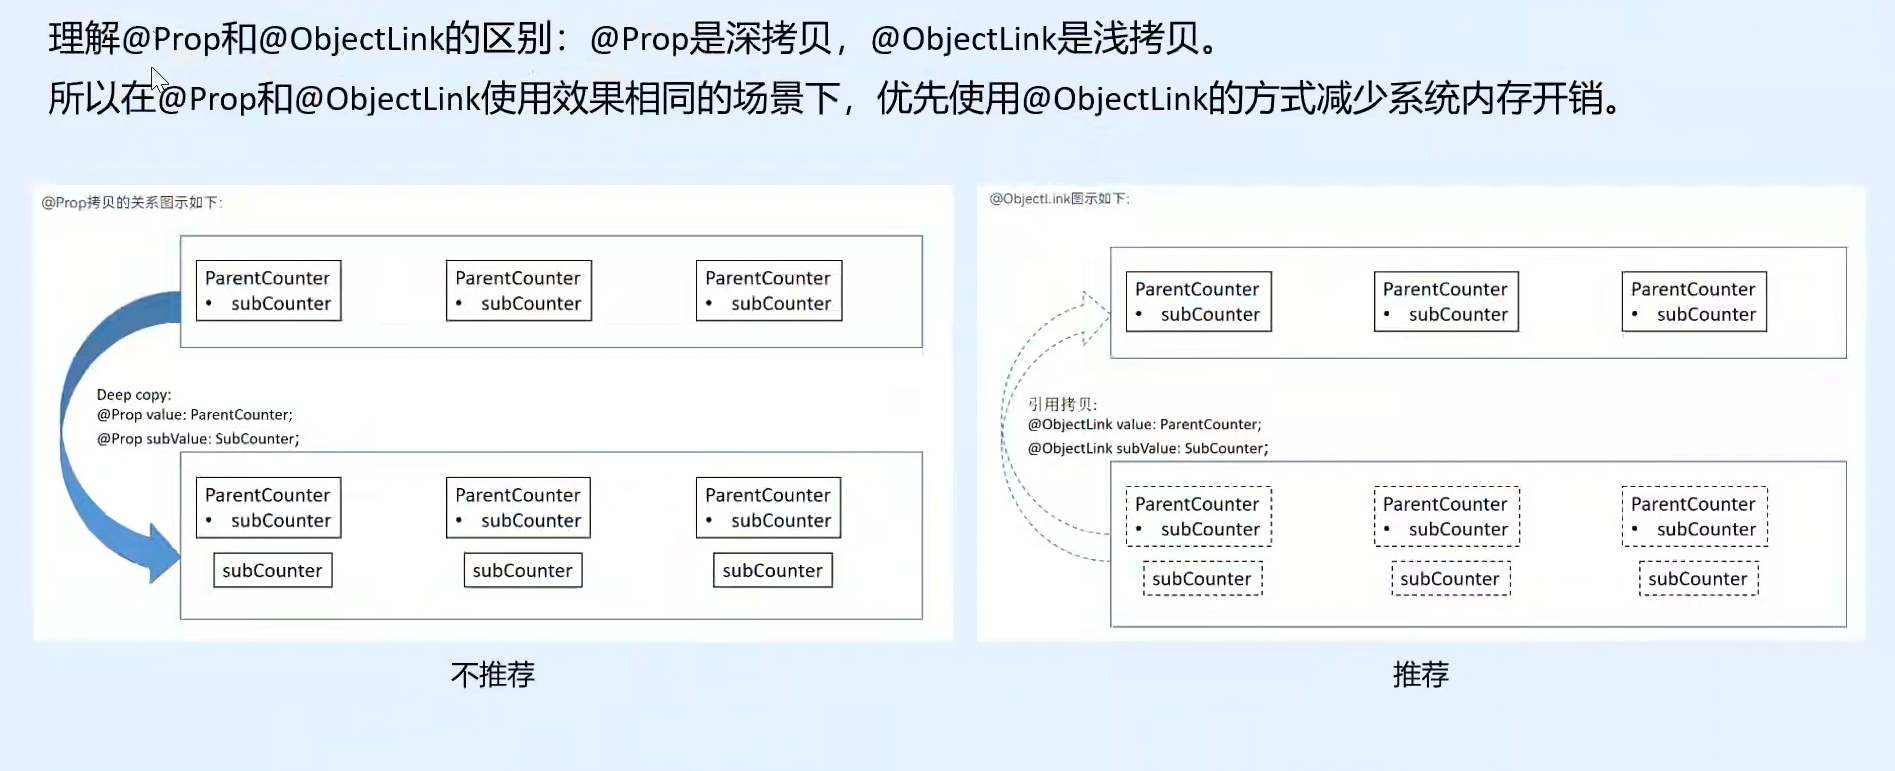 理解@Prop和@ObjectLink的区别：@Prop是深拷贝，@ObjectLink是浅拷贝。
所以在@Prop和@ObjectLink使用效果相同的场景下，优先使用@ObjectLink的方式减少系统内存开销。
@Prop拷贝的关系图示如下:
ParentCounter
• subCounter
ParentCounter
• subCounter
ParentCounter
• subCounter
Deep copy:
@Prop value: ParentCounter;
@Prop subValue: SubCounter;
ParentCounter
• subCounter
subCounter
ParentCounter
• subCounter
subCounter
ParentCounter
• subCounter
subCounter
不推荐
@ObjectLink图示如下:
ParentCounter
• subCounter
ParentCounter
• subCounter
ParentCounter
• subCounter
引用拷贝:
@ObjectLink value: ParentCounter;
@ObjectLink subValue: SubCounter;
ParentCounter
• subCounter
subCounter
ParentCounter
• subCounter
subCounter
ParentCounter
• subCounter
subCounter
推荐